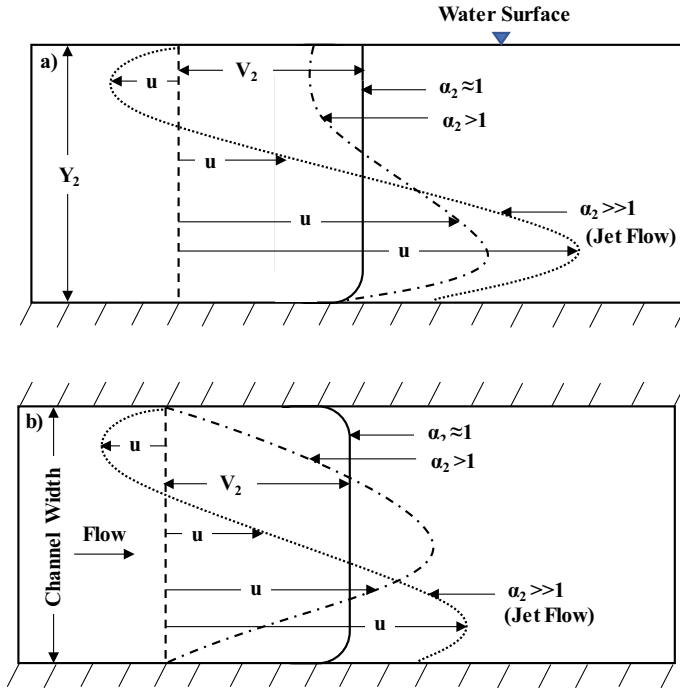 Water Surface
a)
u
V2
α2≈1
α2>1
Y2
u
u
α2>>1
(Jet Flow)
u
b)
α2≈1
u
α2>1
V2
Channel Width
Flow
u
u
α2>>1
(Jet Flow)
u